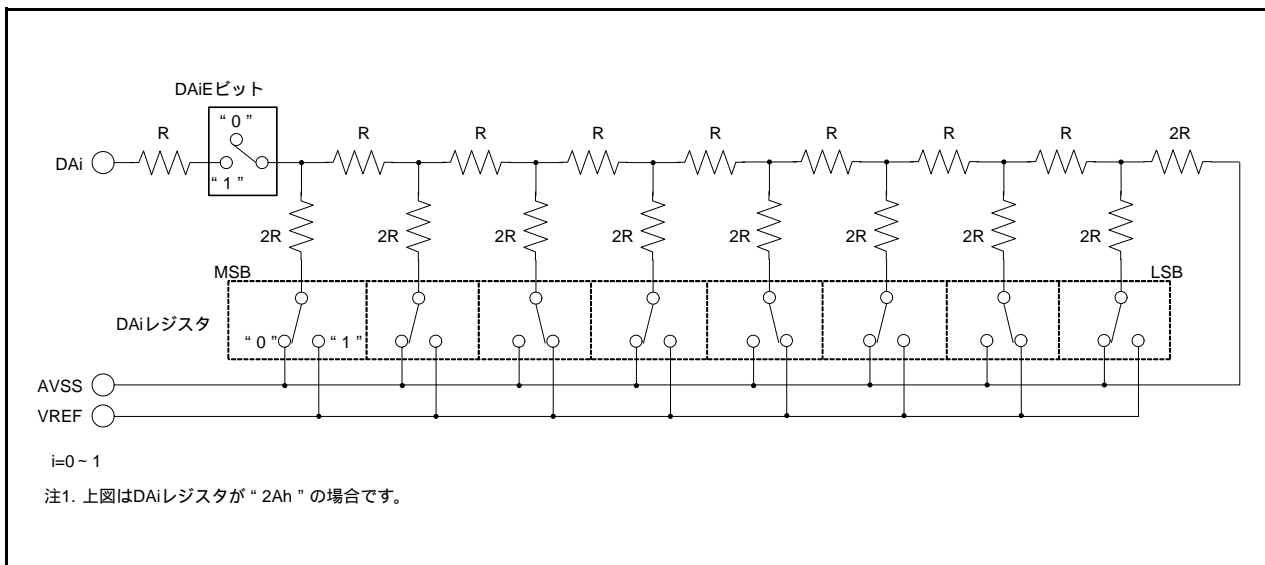 DAiEビット
“ 0 ”
R R R R R R R R 2R
DAi
“ 1 ”
2R 2R 2R 2R 2R 2R 2R 2R
MSB LSB
DAiレジスタ
“ 0 ” “ 1 ”
AVSS
VREF
i=0 ~ 1
注1. 上図はDAiレジスタが “ 2Ah ” の場合です。